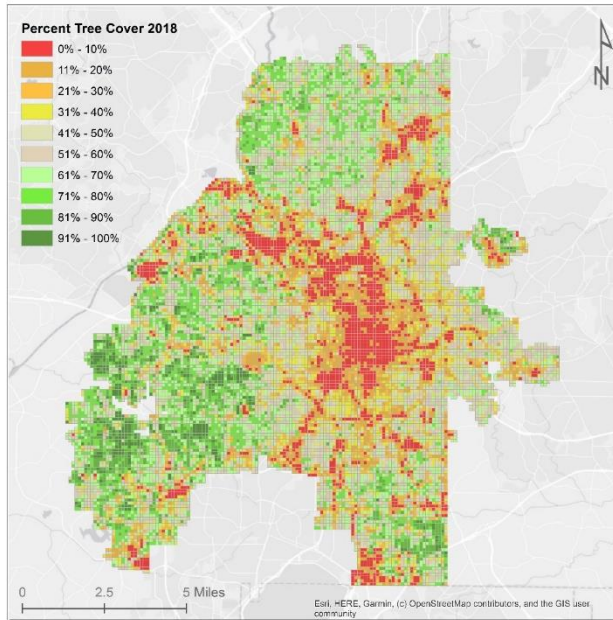 Percent Tree Cover 2018
0% - 10%
11% - 20%
21% - 30%
31% - 40%
41% - 50%
51% - 60%
61% - 70%
71% - 80%
81% - 90%
91% - 100%
N
0 2.5 5 Miles
Esri, HERE, Garmin, (c) OpenStreetMap contributors, and the GIS user
community